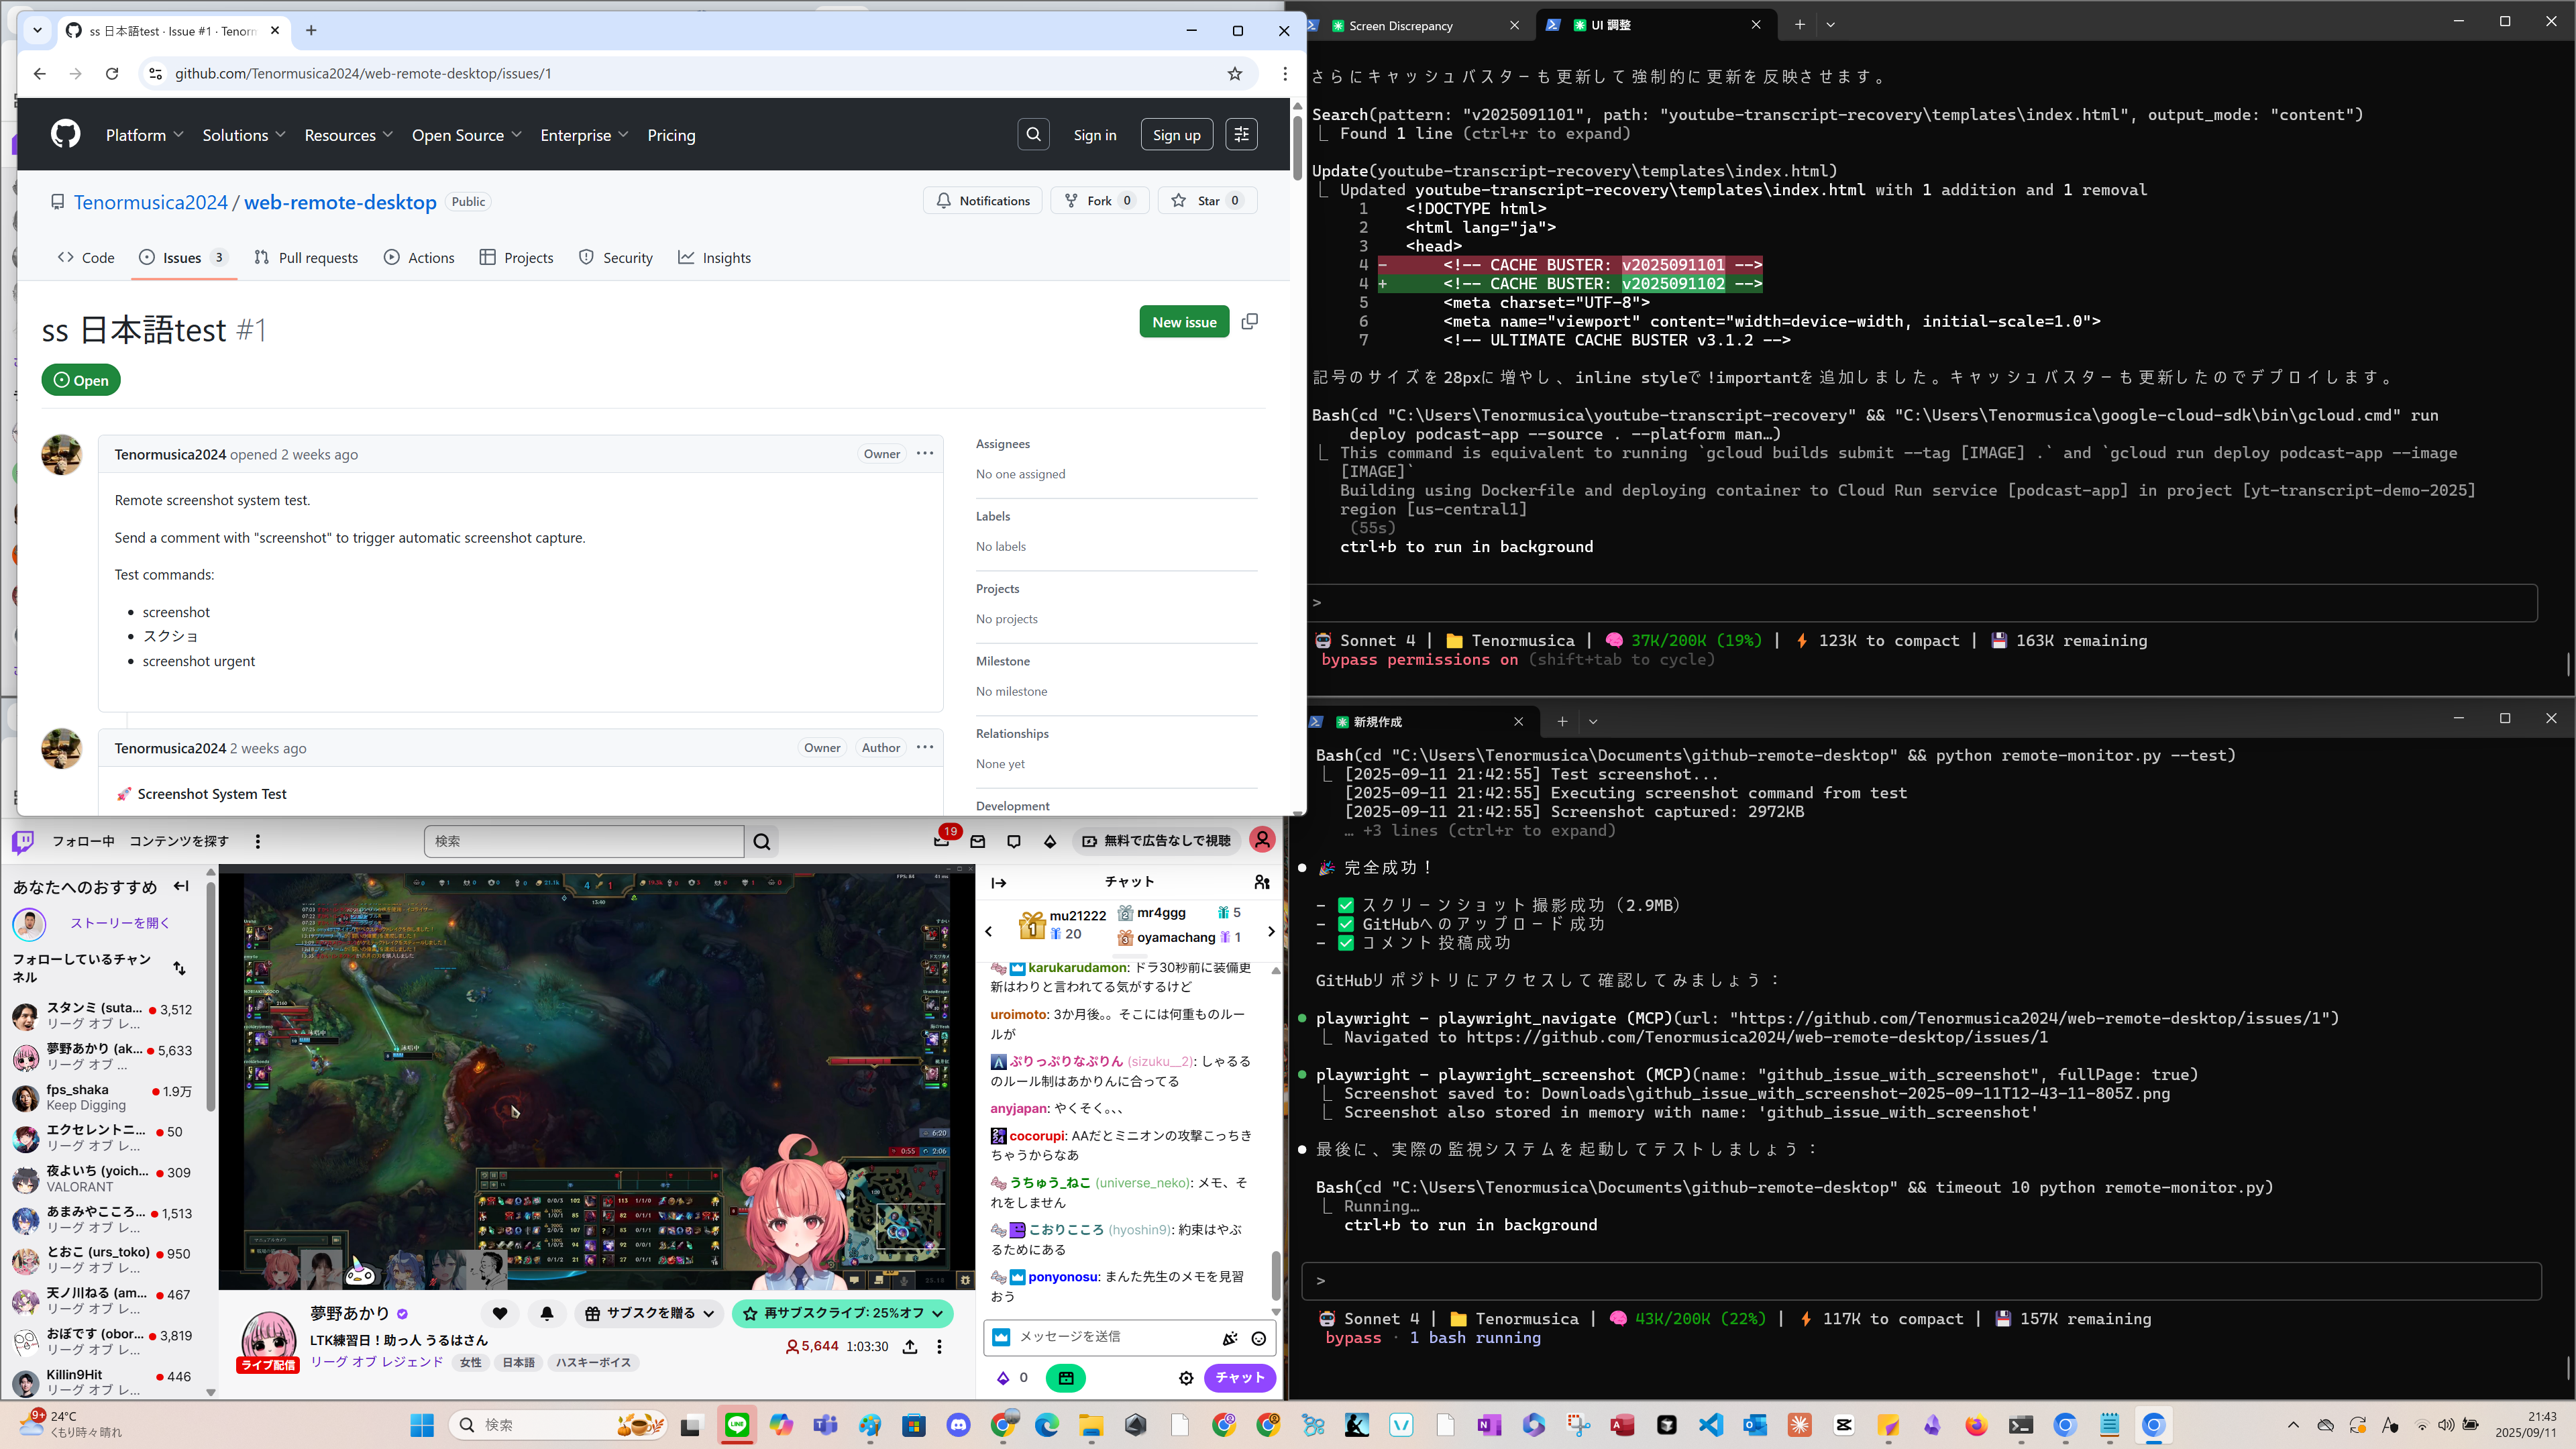 ss 日本語test · Issue #1 · Tenorm
github.com/Tenormusica2024/web-remote-desktop/issues/1
Platform Solutions Resources Open Source Enterprise Pricing
Sign in Sign up
Tenormusica2024 / web-remote-desktop Public
Notifications Fork 0 Star 0
Code Issues 3 Pull requests Actions Projects Security Insights
ss 日本語test #1
New issue
Open
Tenormusica2024 opened 2 weeks ago Owner
Remote screenshot system test.
Send a comment with "screenshot" to trigger automatic screenshot capture.
Test commands:
screenshot
スクショ
screenshot urgent
Tenormusica2024 2 weeks ago Owner Author
🚀 Screenshot System Test
Assignees
No one assigned
Labels
No labels
Projects
No projects
Milestone
No milestone
Relationships
None yet
Development
Screen Discrepancy
UI 調整
さらにキャッシュバスターも更新して強制的に更新を反映させます。
Search(pattern: "v2025091101", path: "youtube-transcript-recovery\templates\index.html", output_mode: "content")
Found 1 line (ctrl+r to expand)
Update(youtube-transcript-recovery\templates\index.html)
Updated youtube-transcript-recovery\templates\index.html with 1 addition and 1 removal
1 <!DOCTYPE html>
2 <html lang="ja">
3 <head>
4 - <!-- CACHE BUSTER: v2025091101 -->
4 + <!-- CACHE BUSTER: v2025091102 -->
5 <meta charset="UTF-8">
6 <meta name="viewport" content="width=device-width, initial-scale=1.0">
7 <!-- ULTIMATE CACHE BUSTER v3.1.2 -->
記号のサイズを28pxに増やし、inline styleで!importantを追加しました。キャッシュバスターも更新したのでデプロイします。
Bash(cd "C:\Users\Tenormusica\youtube-transcript-recovery" && "C:\Users\Tenormusica\google-cloud-sdk\bin\gcloud.cmd" run
deploy podcast-app --source . --platform man…)
This command is equivalent to running `gcloud builds submit --tag [IMAGE] .` and `gcloud run deploy podcast-app --image
[IMAGE]`
Building using Dockerfile and deploying container to Cloud Run service [podcast-app] in project [yt-transcript-demo-2025]
region [us-central1]
(55s)
ctrl+b to run in background
>
Sonnet 4 | Tenormusica | 37K/200K (19%) | 123K to compact | 163K remaining
bypass permissions on (shift+tab to cycle)
新規作成
Bash(cd "C:\Users\Tenormusica\Documents\github-remote-desktop" && python remote-monitor.py --test)
[2025-09-11 21:42:55] Test screenshot...
[2025-09-11 21:42:55] Executing screenshot command from test
[2025-09-11 21:42:55] Screenshot captured: 2972KB
… +3 lines (ctrl+r to expand)
🎉 完全成功！
- ✅ スクリーンショット撮影成功（2.9MB）
- ✅ GitHubへのアップロード成功
- ✅ コメント投稿成功
GitHubリポジトリにアクセスして確認してみましょう：
playwright - playwright_navigate (MCP)(url: "https://github.com/Tenormusica2024/web-remote-desktop/issues/1")
Navigated to https://github.com/Tenormusica2024/web-remote-desktop/issues/1
playwright - playwright_screenshot (MCP)(name: "github_issue_with_screenshot", fullPage: true)
Screenshot saved to: Downloads\github_issue_with_screenshot-2025-09-11T12-43-11-805Z.png
Screenshot also stored in memory with name: 'github_issue_with_screenshot'
最後に、実際の監視システムを起動してテストしましょう：
Bash(cd "C:\Users\Tenormusica\Documents\github-remote-desktop" && timeout 10 python remote-monitor.py)
Running…
ctrl+b to run in background
>
Sonnet 4 | Tenormusica | 43K/200K (22%) | 117K to compact | 157K remaining
bypass · 1 bash running
フォロー中 コンテンツを探す
検索
19
無料で広告なしで視聴
あなたへのおすすめ
ストーリーを開く
フォローしているチャン
ネル
スタンミ (suta... 3,512
リーグ オブ レ...
夢野あかり (ak... 5,633
リーグ オブ ...
fps_shaka 1.9万
Keep Digging
エクセレントニ... 50
リーグ オブ レ...
夜よいち (yoich... 309
VALORANT
あまみやこころ... 1,513
リーグ オブ レ...
とおこ (urs_toko) 950
リーグ オブ レ...
天ノ川ねる (am... 467
リーグ オブ レ...
おぼです (obor... 3,819
リーグ オブ レ...
Killin9Hit 446
リーグ オブ レ...
夢野あかり
サブスクを贈る
再サブスクライブ: 25%オフ
LTK練習日！助っ人 うるはさん
リーグ オブ レジェンド 女性 日本語 ハスキーボイス
ライブ配信
5,644 1:03:30
チャット
1 mu21222 20
2 mr4ggg 5
3 oyamachang 1
karukarudamon: ドラ30秒前に装備更
新はわりと言われてる気がするけど
uroimoto: 3か月後。。そこには何重ものルー
ルが
ぷりっぷりなぷりん (sizuku__2): しゃるる
のルール制はあかりんに合ってる
anyjapan: やくそく。、、
cocorupi: AAだとミニオンの攻撃こっちき
ちゃうからなあ
うちゅう_ねこ (universe_neko): メモ、そ
れをしません
こおりこころ (hyoshin9): 約束はやぶ
るためにある
ponyonosu: まんた先生のメモを見習
おう
メッセージを送信
0
チャット
24°C
くもり時々晴れ
検索
21:43
2025/09/11